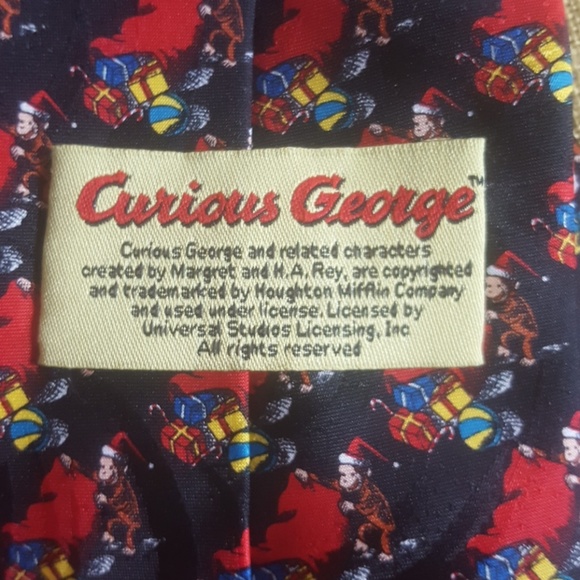 Curious George™
Curious George and related characters
created by Margret and H.A. Rey, are copyrighted
and trademarked by Houghton Mifflin Company
and used under license. Licensed by
Universal Studios Licensing, Inc
All rights reserved